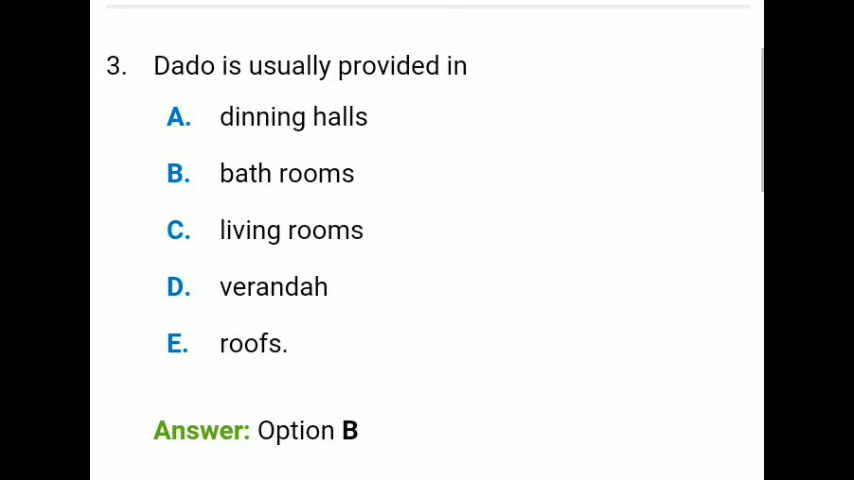 3. Dado is usually provided in
A. dinning halls
B. bath rooms
C. living rooms
D. verandah
E. roofs.
Answer: Option B